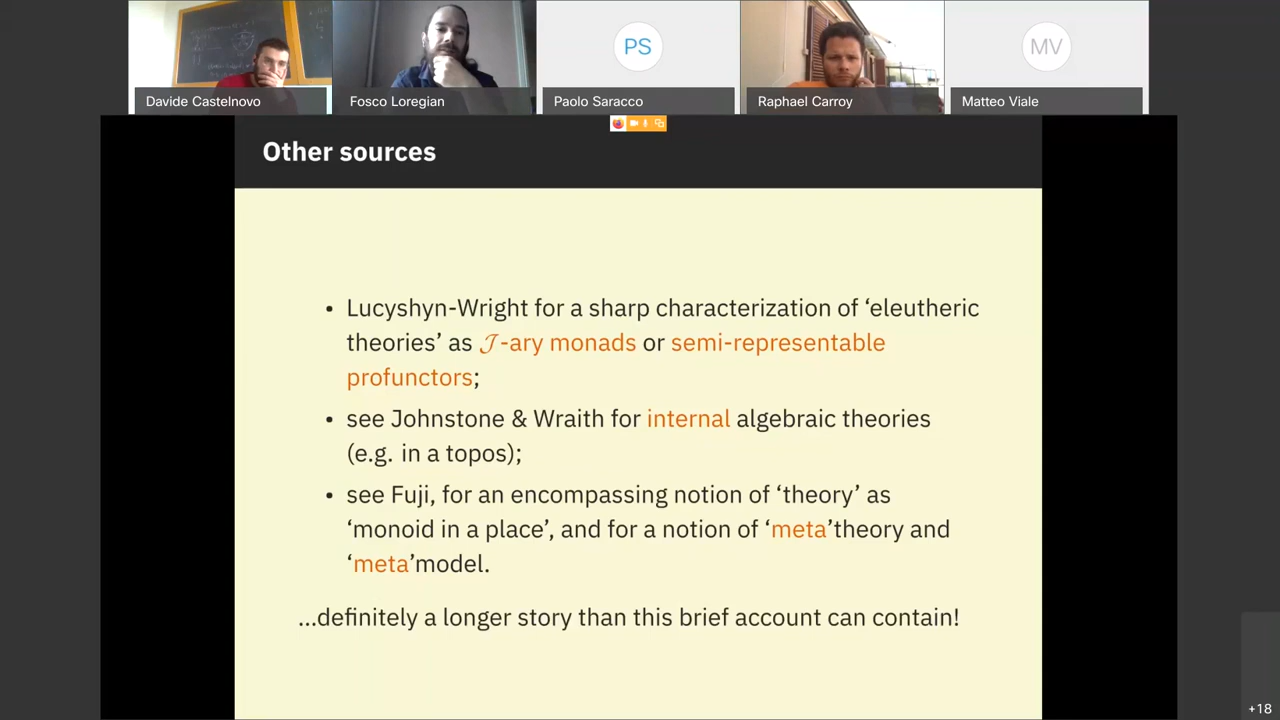 PS
MV
Davide Castelnovo
Fosco Loregian
Paolo Saracco
Raphael Carroy
Matteo Viale
Other sources
• Lucyshyn-Wright for a sharp characterization of ‘eleutheric
theories’ as 𝒥-ary monads or semi-representable
profunctors;
• see Johnstone & Wraith for internal algebraic theories
(e.g. in a topos);
• see Fuji, for an encompassing notion of ‘theory’ as
‘monoid in a place’, and for a notion of ‘meta’theory and
‘meta’model.
...definitely a longer story than this brief account can contain!
+18